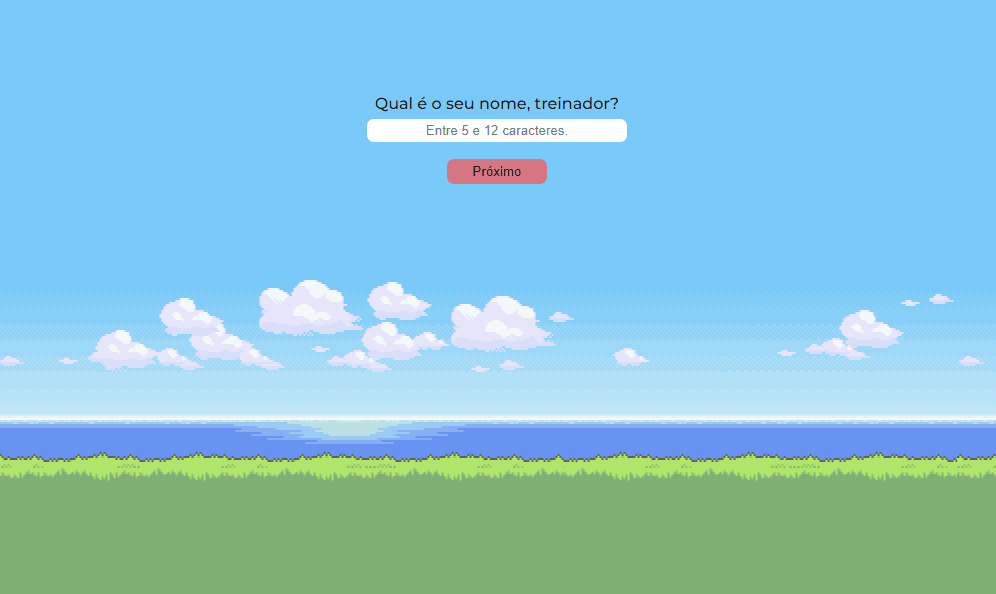 Qual é o seu nome, treinador?
Entre 5 e 12 caracteres.
Próximo